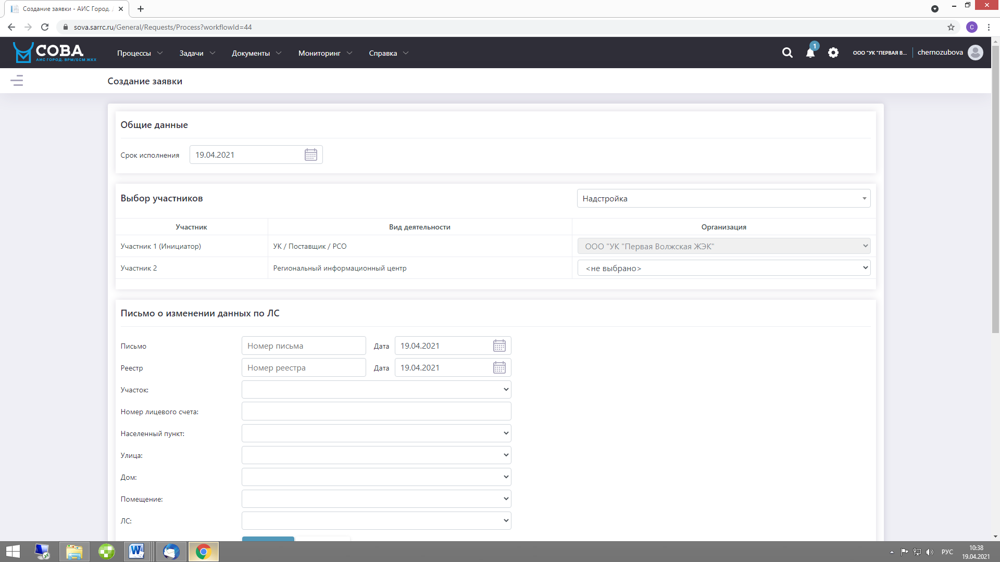 Создание заявки - АИС Город.
sova.sarrc.ru/General/Requests/Process?workflowId=44
C
СОВА
АИС ГОРОД. BPM/ECM ЖКХ
Процессы
Задачи
Документы
Мониторинг
Справка
1
ООО "УК "ПЕРВАЯ В...
chernozubova
Создание заявки
Общие данные
Срок исполнения
19.04.2021
Выбор участников
Надстройка
Участник
Вид деятельности
Организация
Участник 1 (Инициатор)
УК / Поставщик / РСО
ООО "УК "Первая Волжская ЖЭК"
Участник 2
Региональный информационный центр
<не выбрано>
Письмо о изменении данных по ЛС
Письмо
Номер письма
Дата
19.04.2021
Реестр
Номер реестра
Дата
19.04.2021
Участок:
Номер лицевого счета:
Населенный пункт:
Улица:
Дом:
Помещение:
ЛС:
РУС
10:38
19.04.2021